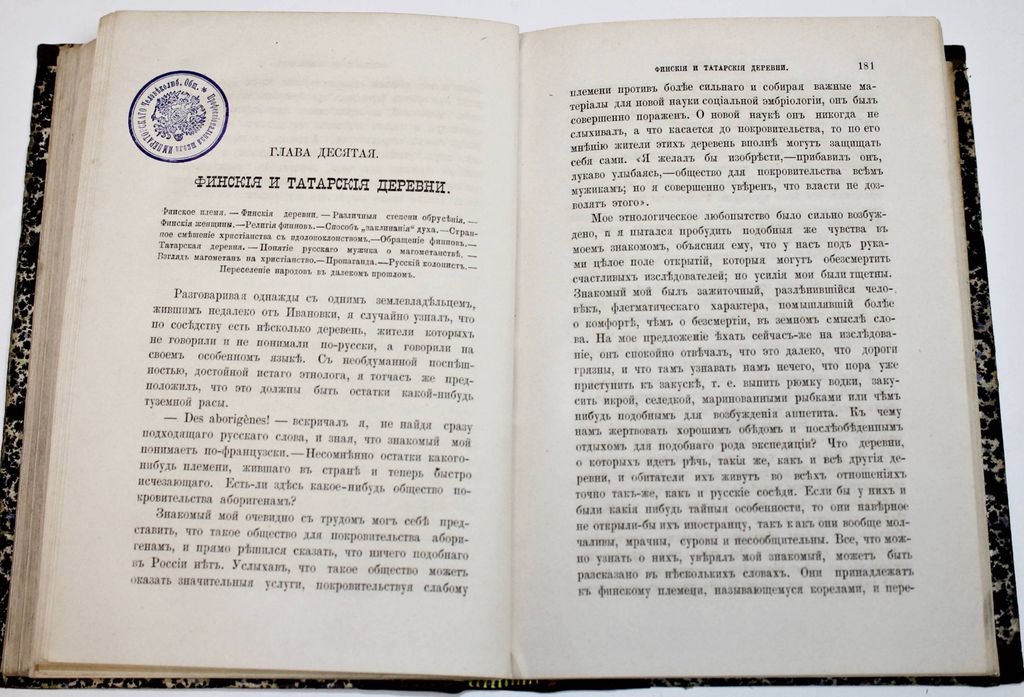 Профессіональная школа ИМПЕРАТОРСКАГО Человѣколюб. Общ.
ГЛАВА ДЕСЯТАЯ.
ФИНСКІЯ И ТАТАРСКІЯ ДЕРЕВНИ.
Финское племя. — Финскія деревни. — Различныя степени обрусѣнія. —
Финскія женщины.—Религія финновъ.—Способъ „заклинанія“ духа.—Стран-
ное смѣшеніе христіанства съ идолопоклонствомъ.—Обращеніе финновъ.—
Татарская деревня. — Понятіе русскаго мужика о магометанствѣ. —
Взглядъ магометанъ на христіанство.—Пропаганда.—Русскій колонистъ.—
Переселеніе народовъ въ далекомъ прошломъ.
Разговаривая однажды съ однимъ землевладѣльцемъ,
жившимъ недалеко отъ Ивановки, я случайно узналъ, что
по сосѣдству есть нѣсколько деревень, жители которыхъ
не говорили и не понимали по-русски, а говорили на
своемъ особенномъ языкѣ. Съ необдуманной поспѣш-
ностью, достойной истаго этнолога, я тотчасъ же пред-
положилъ, что это должны быть остатки какой-нибудь
туземной расы.
— Des aborigènes! — вскричалъ я, не найдя сразу
подходящаго русскаго слова, и зная, что знакомый мой
понимаетъ по-французски.—Несомнѣнно остатки какого-
нибудь племени, жившаго въ странѣ и теперь быстро
исчезающаго. Есть-ли здѣсь какое-нибудь общество по-
кровительства аборигенамъ?
Знакомый мой очевидно съ трудомъ могъ себѣ пред-
ставить, что такое общество для покровительства абори-
генамъ, и прямо рѣшился сказать, что ничего подобнаго
въ Россіи нѣтъ. Услыхавъ, что такое общество можетъ
оказать значительныя услуги, покровительствуя слабому
ФИНСКІЯ И ТАТАРСКІЯ ДЕРЕВНИ. 181
племени противъ болѣе сильнаго и собирая важные ма-
теріалы для новой науки соціальной эмбріологіи, онъ былъ
совершенно пораженъ. О новой наукѣ онъ никогда не
слыхивалъ, а что касается до покровительства, то по его
мнѣнію жители этихъ деревень вполнѣ могутъ защищать
себя сами. «Я желалъ бы изобрѣсти,—прибавилъ онъ,
лукаво улыбаясь,—общество для покровительства всѣмъ
мужикамъ; но я совершенно увѣренъ, что власти не доз-
волятъ этого».
Мое этнологическое любопытство было сильно возбуж-
дено, и я пытался пробудить подобныя же чувства въ
моемъ знакомомъ, объясняя ему, что у насъ подъ рука-
ми цѣлое поле открытій, которыя могутъ обезсмертить
счастливыхъ изслѣдователей; но усилія мои были тщетны.
Знакомый мой былъ зажиточный, разлѣнившійся чело-
вѣкъ, флегматическаго характера, помышлявшій болѣе
о комфортѣ, чѣмъ о безсмертіи, въ земномъ смыслѣ сло-
ва. На мое предложеніе ѣхать сейчасъ-же на изслѣдова-
ніе, онъ спокойно отвѣчалъ, что это далеко, что дороги
грязны, и что тамъ узнавать намъ нечего, что пора уже
приступить къ закускѣ, т. е. выпить рюмку водки, заку-
сить икрой, селедкой, маринованными рыбками или чѣмъ
нибудь подобнымъ для возбужденія аппетита. Къ чему
намъ жертвовать хорошимъ обѣдомъ и послѣобѣденнымъ
отдыхомъ для подобнаго рода экспедиціи? Что деревни,
о которыхъ идетъ рѣчь, такія же, какъ и всѣ другія де-
ревни, и обитатели ихъ живутъ во всѣхъ отношеніяхъ
точно такъ-же, какъ и русскіе сосѣди. Если бы у нихъ и
были какія нибудь тайныя особенности, то они навѣрное
не открыли-бы ихъ иностранцу, такъ какъ они вообще мол-
чаливы, мрачны, суровы и несообщительны. Все, что мож-
но узнать о нихъ, увѣрялъ мой знакомый, можетъ быть
разсказано въ нѣсколькихъ словахъ. Они принадлежатъ
къ финскому племени, называющемуся корелами, и пере-